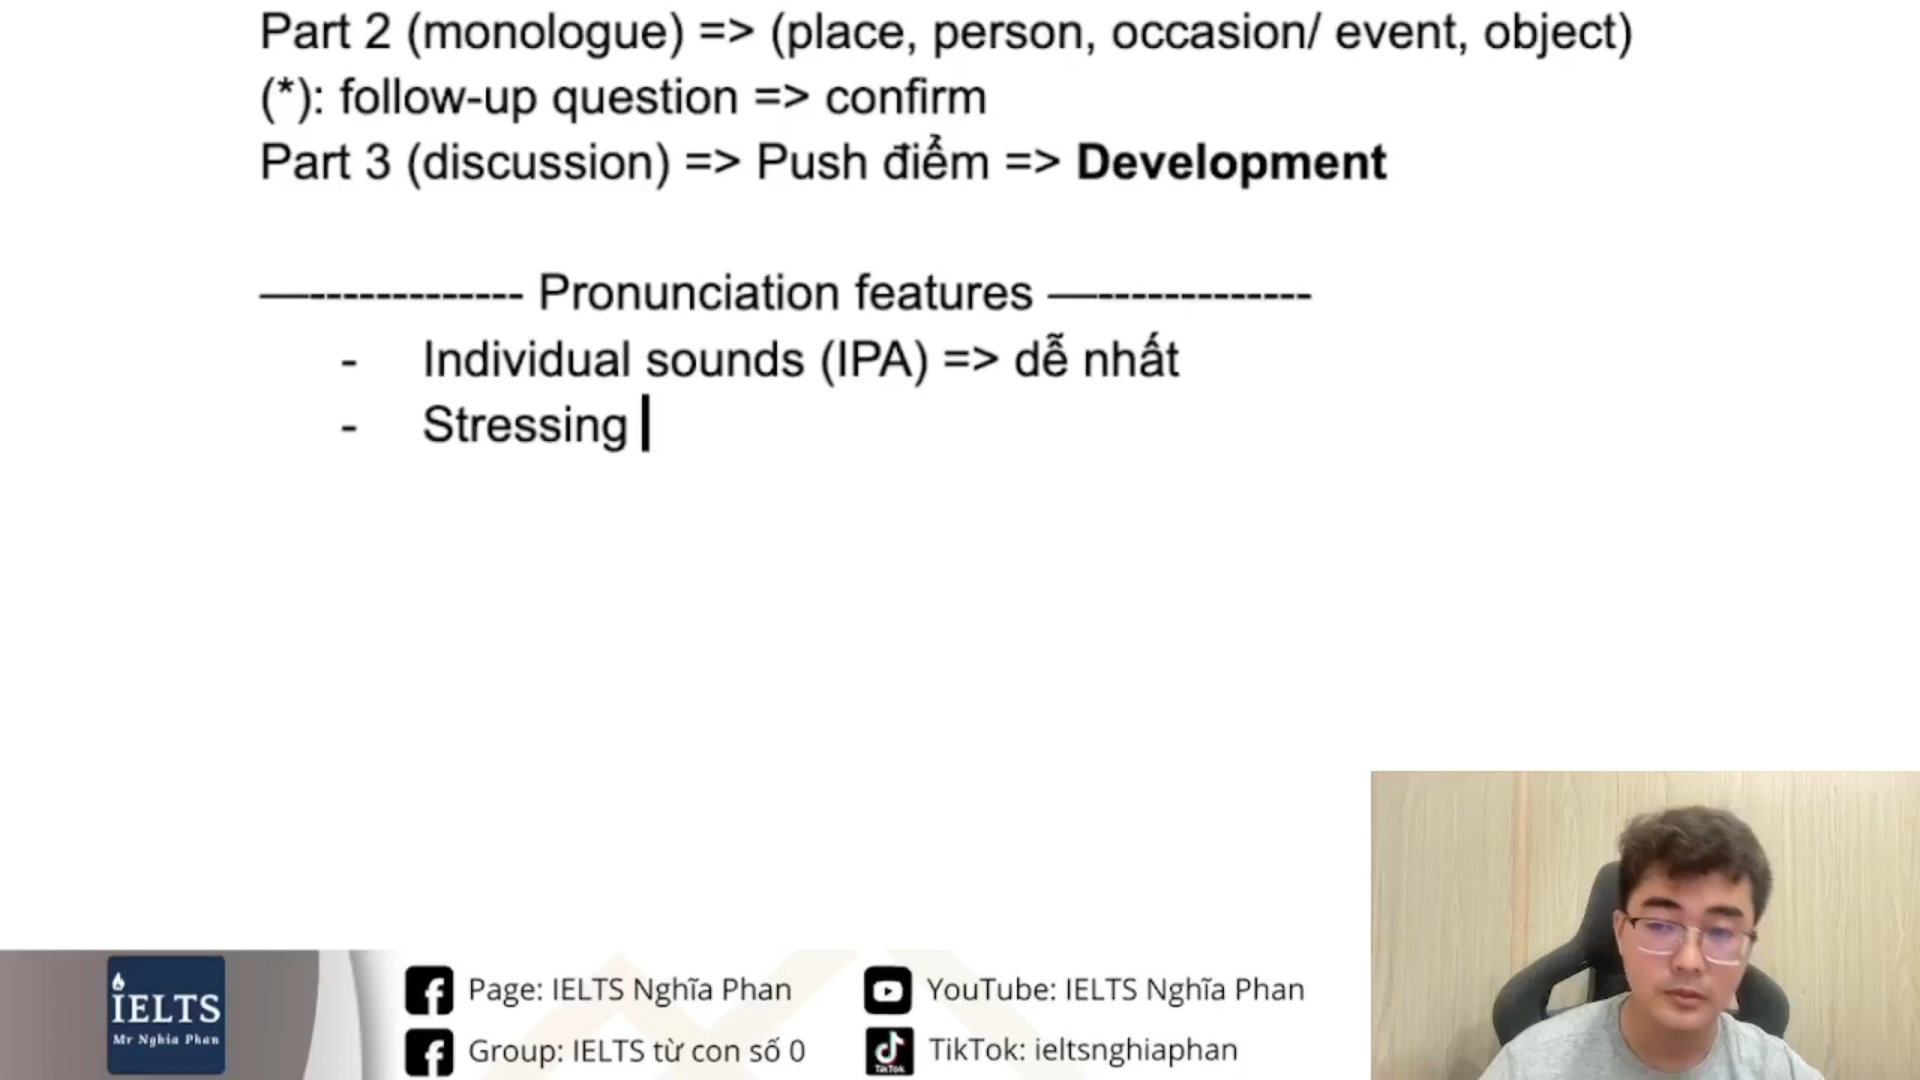 Part 2 (monologue) => (place, person, occasion/ event, object)
(*): follow-up question => confirm
Part 3 (discussion) => Push điểm => Development
—------------- Pronunciation features —-------------
- Individual sounds (IPA) => dễ nhất
- Stressing
IELTS
Mr Nghia Phan
Page: IELTS Nghĩa Phan
Group: IELTS từ con số 0
YouTube: IELTS Nghĩa Phan
TikTok
TikTok: ieltsnghiaphan